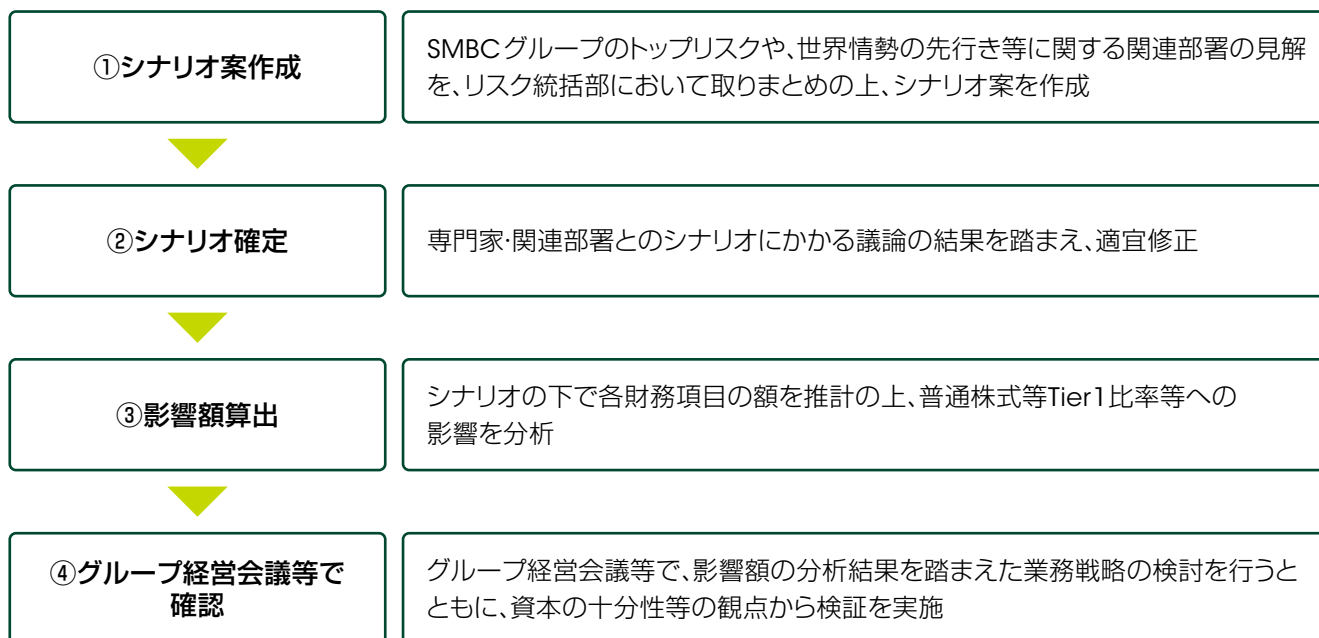 ①シナリオ案作成
SMBCグループのトップリスクや、世界情勢の先行き等に関する関連部署の見解
を、リスク統括部において取りまとめの上、シナリオ案を作成
②シナリオ確定
専門家・関連部署とのシナリオにかかる議論の結果を踏まえ、適宜修正
③影響額算出
シナリオの下で各財務項目の額を推計の上、普通株式等Tier1比率等への
影響を分析
④グループ経営会議等で
確認
グループ経営会議等で、影響額の分析結果を踏まえた業務戦略の検討を行うと
ともに、資本の十分性等の観点から検証を実施